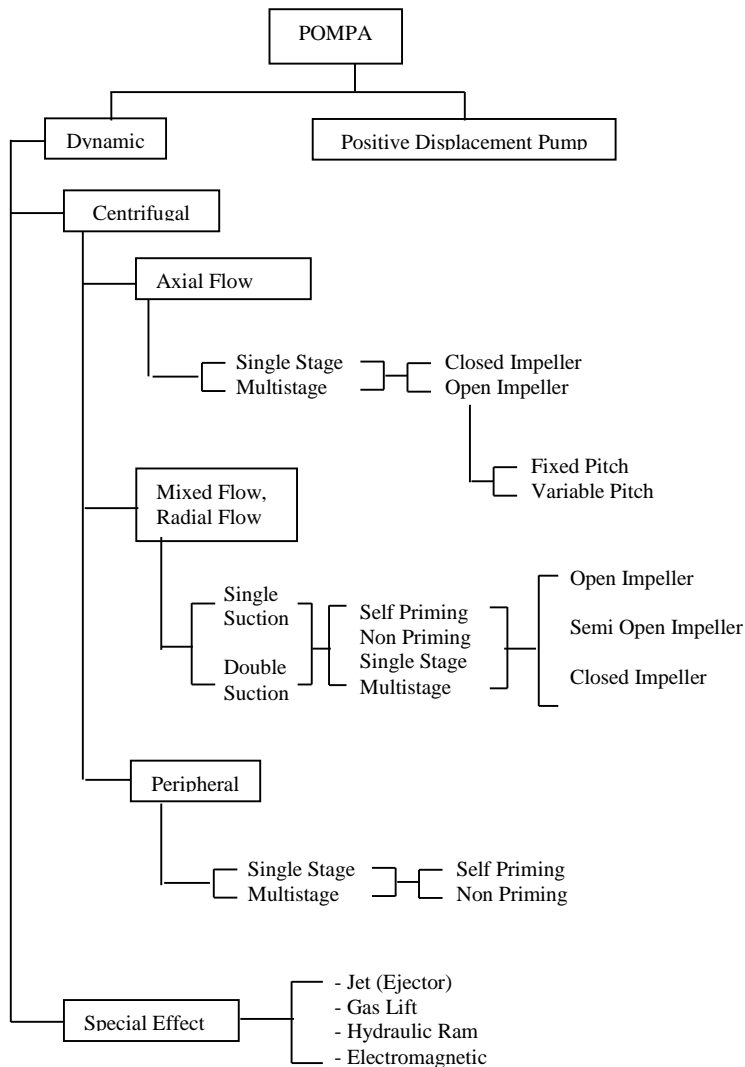 POMPA
Dynamic
Positive Displacement Pump
Centrifugal
Axial Flow
Single Stage
Multistage
Closed Impeller
Open Impeller
Fixed Pitch
Variable Pitch
Mixed Flow,
Radial Flow
Single
Suction
Double
Suction
Self Priming
Non Priming
Single Stage
Multistage
Open Impeller
Semi Open Impeller
Closed Impeller
Peripheral
Single Stage
Multistage
Self Priming
Non Priming
Special Effect
- Jet (Ejector)
- Gas Lift
- Hydraulic Ram
- Electromagnetic